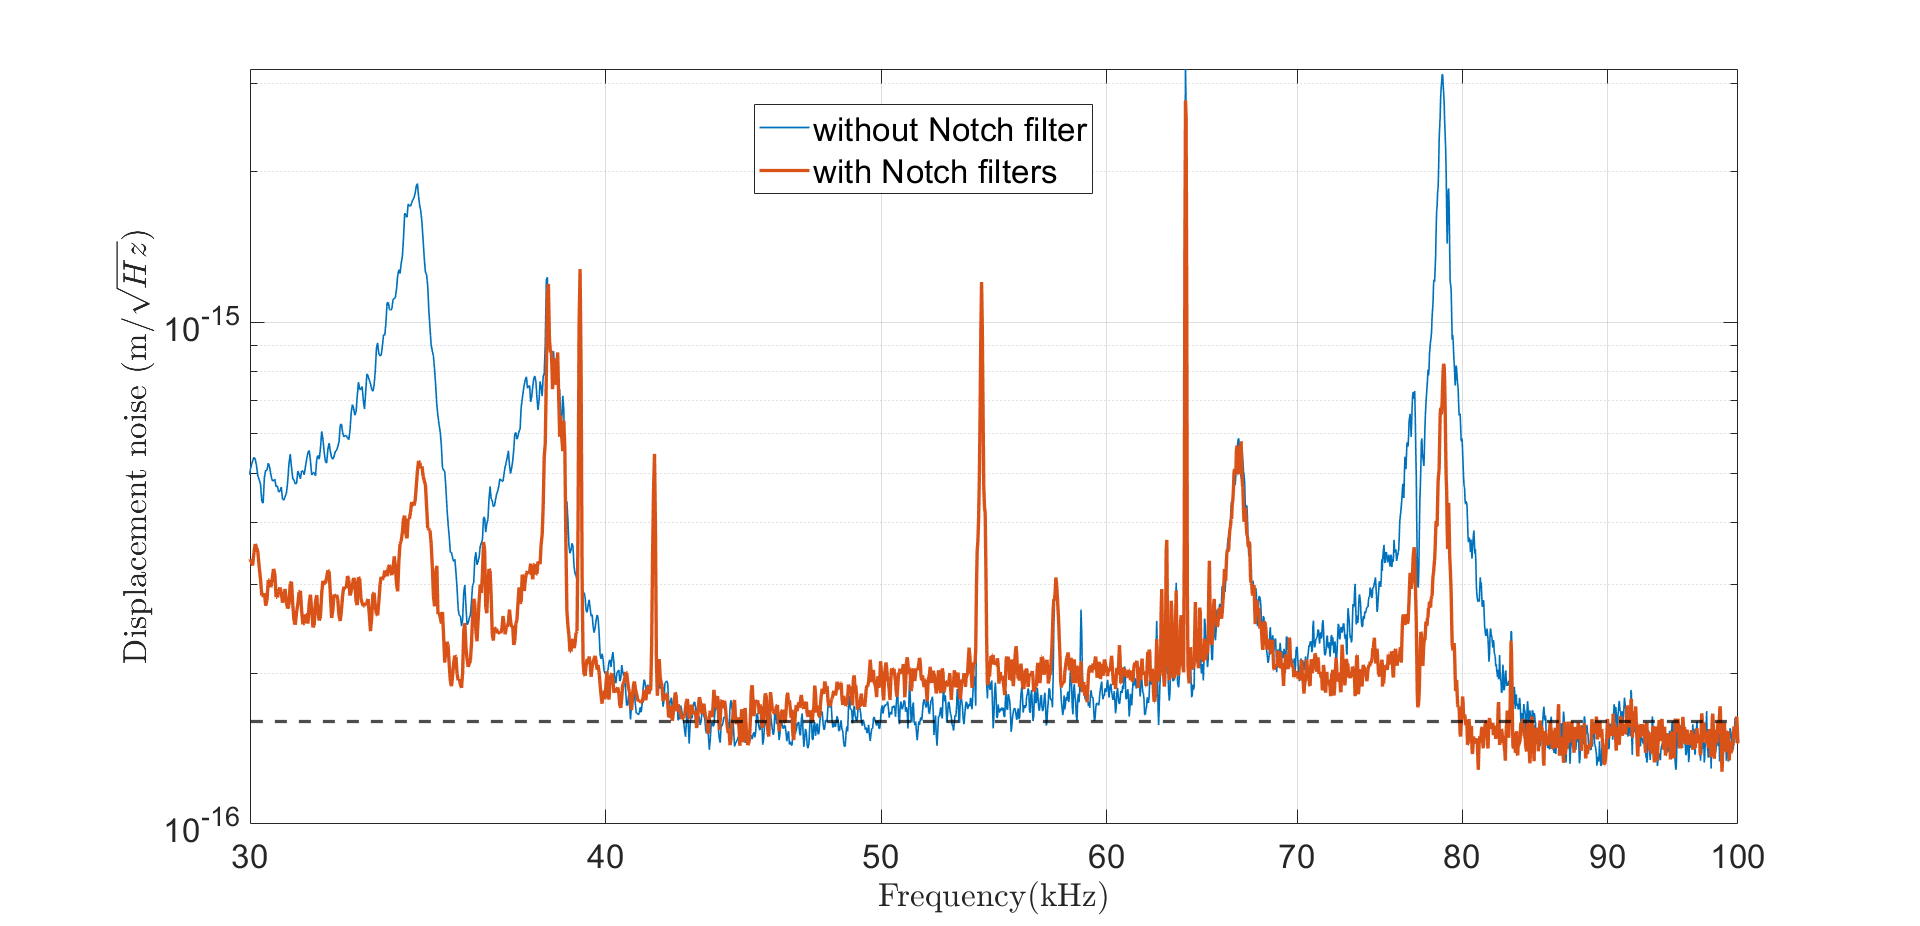 without Notch filter
with Notch filters
Displacement noise (m/√Hz)
10-15
10-16
30 40 50 60 70 80 90 100
Frequency(kHz)